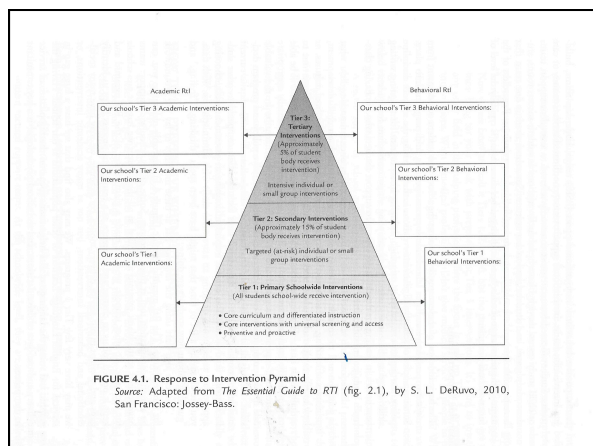 Academic RtI
Behavioral RtI
Our school's Tier 3 Academic Interventions:
Tier 3:
Tertiary
Interventions
(Approximately
5% of student
body receives
intervention)
Intensive individual or
small group interventions
Our school's Tier 3 Behavioral Interventions:
Our school's Tier 2 Academic
Interventions:
Tier 2: Secondary Interventions
(Approximately 15% of student
body receives intervention)
Targeted (at-risk) individual or small
group interventions
Our school's Tier 2 Behavioral
Interventions:
Our school's Tier 1
Academic Interventions:
Tier 1: Primary Schoolwide Interventions
(All students school-wide receive intervention)
• Core curriculum and differentiated instruction
• Core interventions with universal screening and access
• Preventive and proactive
Our school's Tier 1
Behavioral Interventions:
FIGURE 4.1. Response to Intervention Pyramid
Source: Adapted from The Essential Guide to RTI (fig. 2.1), by S. L. DeRuvo, 2010,
San Francisco: Jossey-Bass.